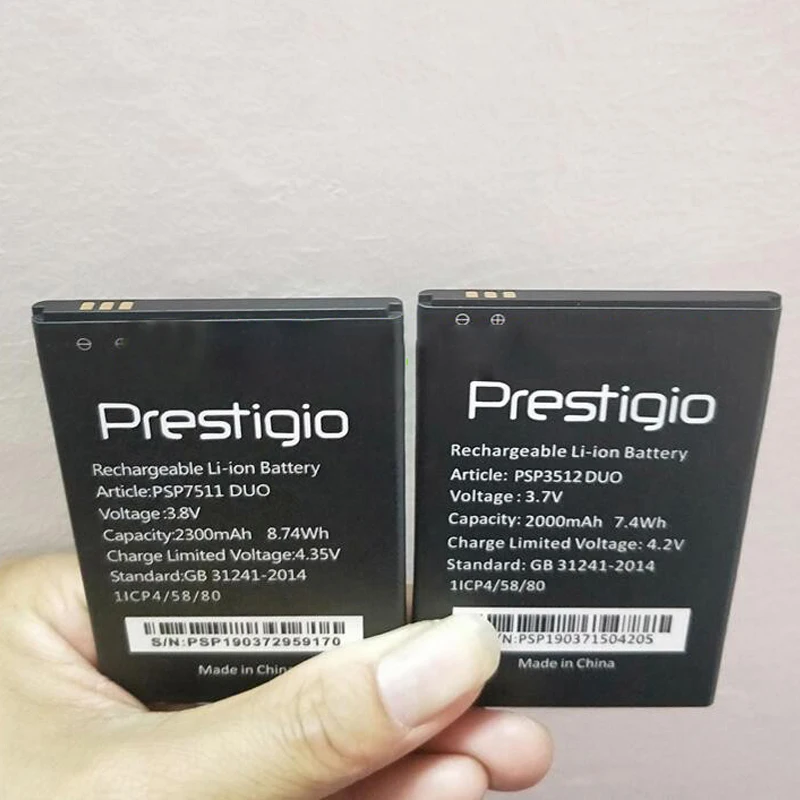 Prestigio
Rechargeable Li-ion Battery
Article:PSP7511 DUO
Voltage:3.8V
Capacity:2300mAh 8.74Wh
Charge Limited Voltage:4.35V
Standard:GB 31241-2014
1ICP4/58/80
S/N:PSP190372959170
Made in China
Prestigio
Rechargeable Li-ion Battery
Article: PSP3512 DUO
Voltage : 3.7V
Capacity: 2000mAh 7.4Wh
Charge Limited Voltage: 4.2V
Standard: GB 31241-2014
1ICP4/58/80
/N:PSP19037150420S
Made in China